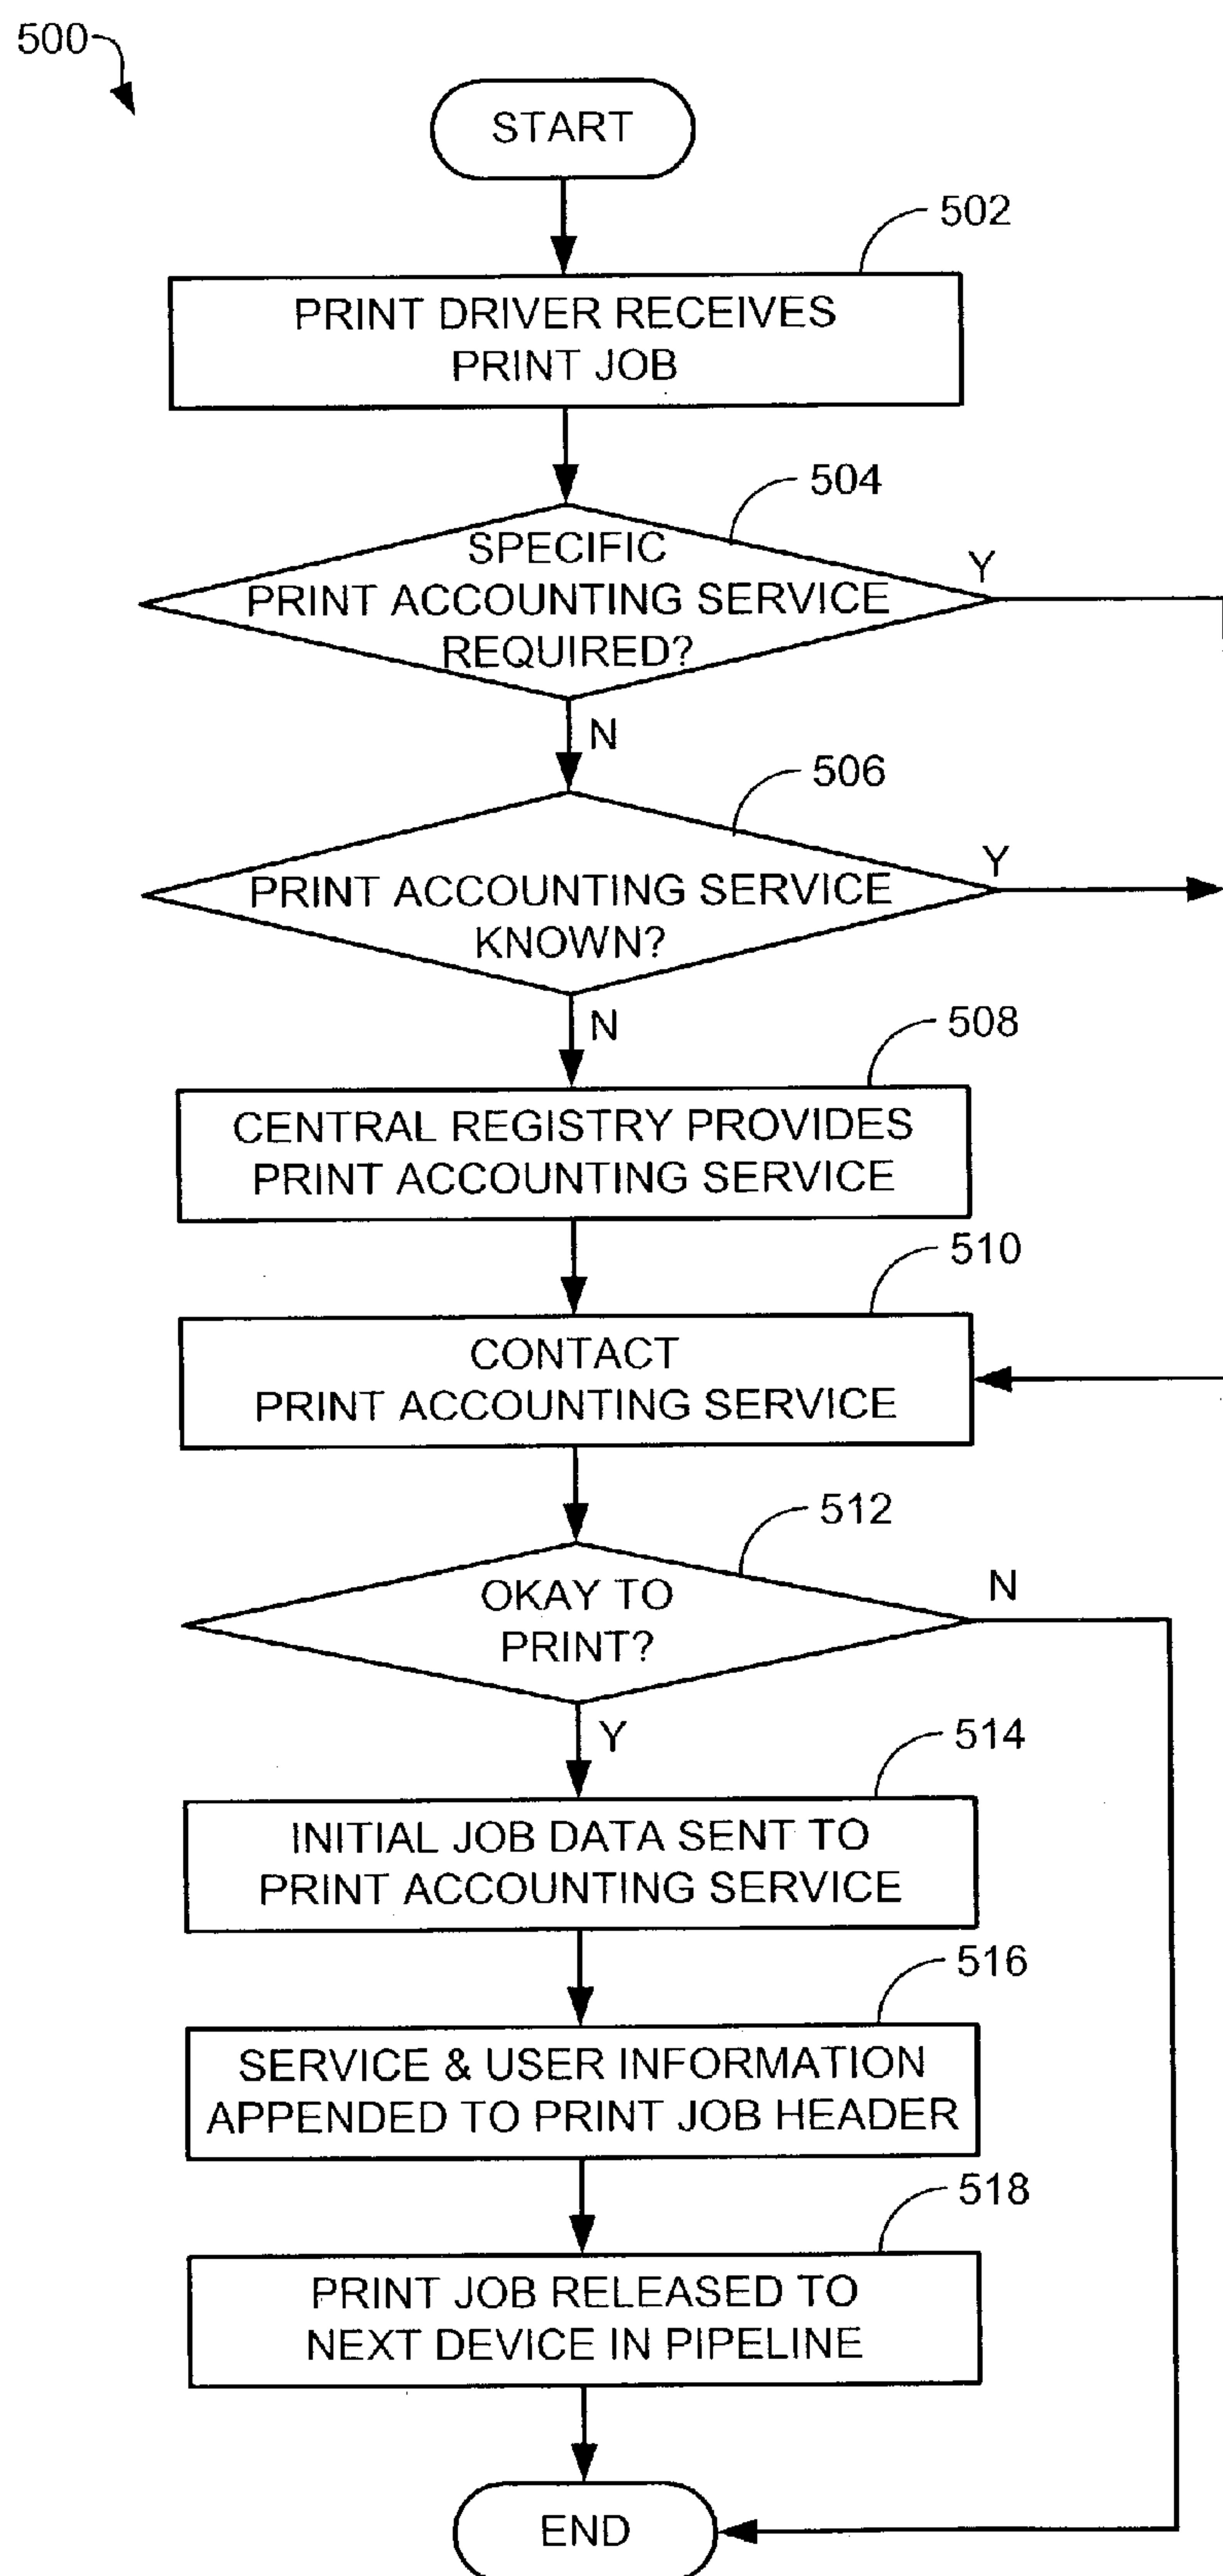 500
START
502
PRINT DRIVER RECEIVES
PRINT JOB
504
SPECIFIC
PRINT ACCOUNTING SERVICE
REQUIRED?
Y
N
506
PRINT ACCOUNTING SERVICE
KNOWN?
Y
N
508
CENTRAL REGISTRY PROVIDES
PRINT ACCOUNTING SERVICE
510
CONTACT
PRINT ACCOUNTING SERVICE
512
OKAY TO
PRINT?
N
Y
514
INITIAL JOB DATA SENT TO
PRINT ACCOUNTING SERVICE
516
SERVICE & USER INFORMATION
APPENDED TO PRINT JOB HEADER
518
PRINT JOB RELEASED TO
NEXT DEVICE IN PIPELINE
END